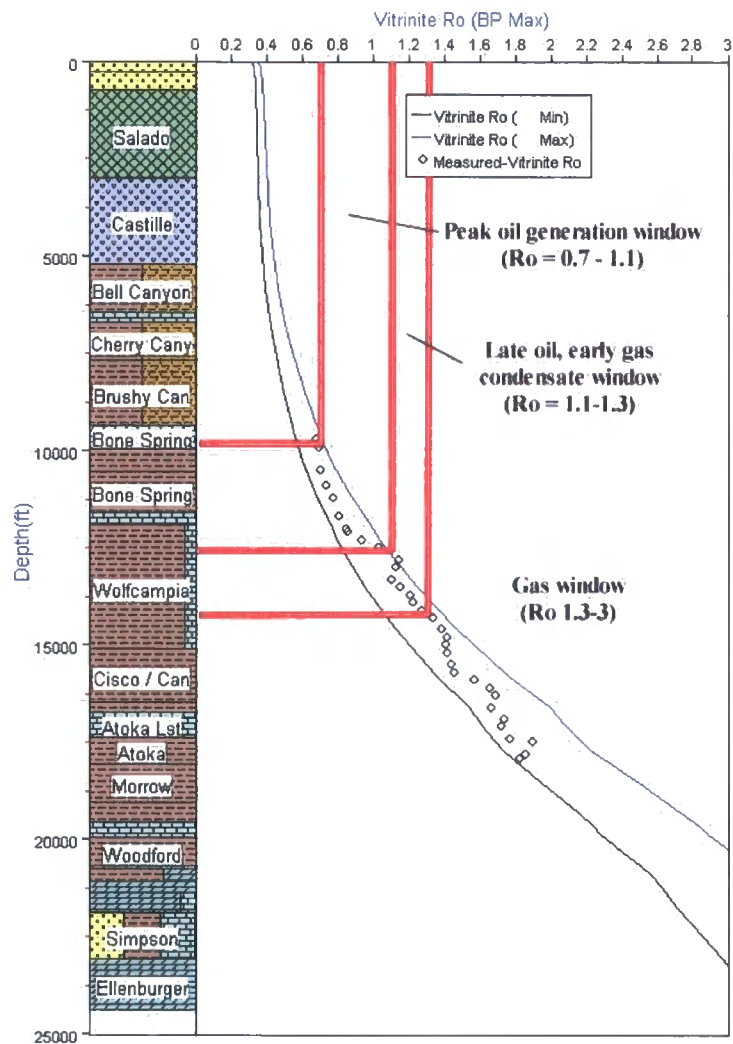 Vitrinite Ro (BP Max)
0 0.2 0.4 0.6 0.8 1 1.2 1.4 1.6 1.8 2 2.2 2.4 2.6 2.8 3
0
Vitrinite Ro ( Min)
Vitrinite Ro ( Max)
Measured-Vitrinite Ro
Salado
Castille
Peak oil generation window
(Ro = 0.7 - 1.1)
5000
Bell Canyon
Cherry Cany
Late oil, early gas
condensate window
(Ro = 1.1-1.3)
Brushy Can
Bone Spring
10000
Bone Spring
Depth(ft)
Wolfcampia
Gas window
(Ro 1.3-3)
15000
Cisco / Can
Atoka Lst.
Atoka
Morrow
20000
Woodford
Simpson
Ellenburger
25000